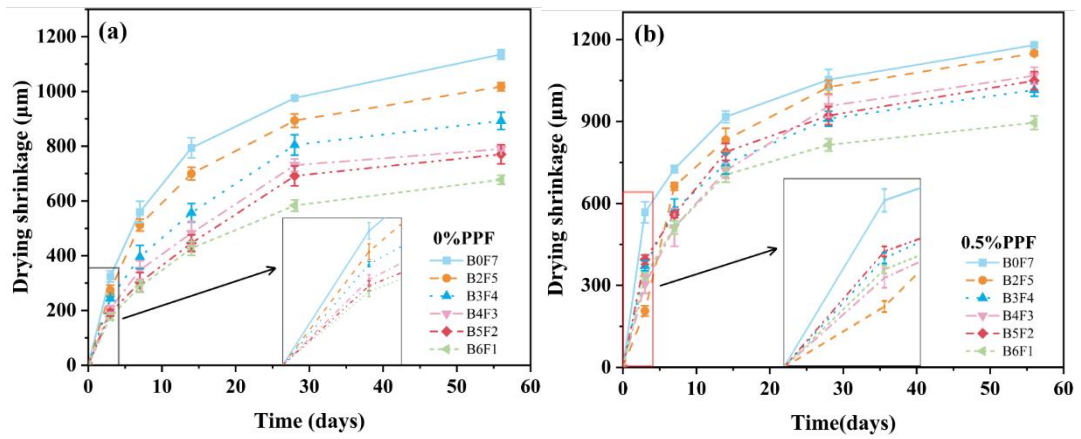 (a)
Drying shrinkage (μm)
1200
1000
800
600
400
200
0
0 10 20 30 40 50 60
Time (days)
0%PPF
B0F7
B2F5
B3F4
B4F3
B5F2
B6F1
(b)
Drying shrinkage (μm)
1200
900
600
300
0
0 10 20 30 40 50 60
Time(days)
0.5%PPF
B0F7
B2F5
B3F4
B4F3
B5F2
B6F1